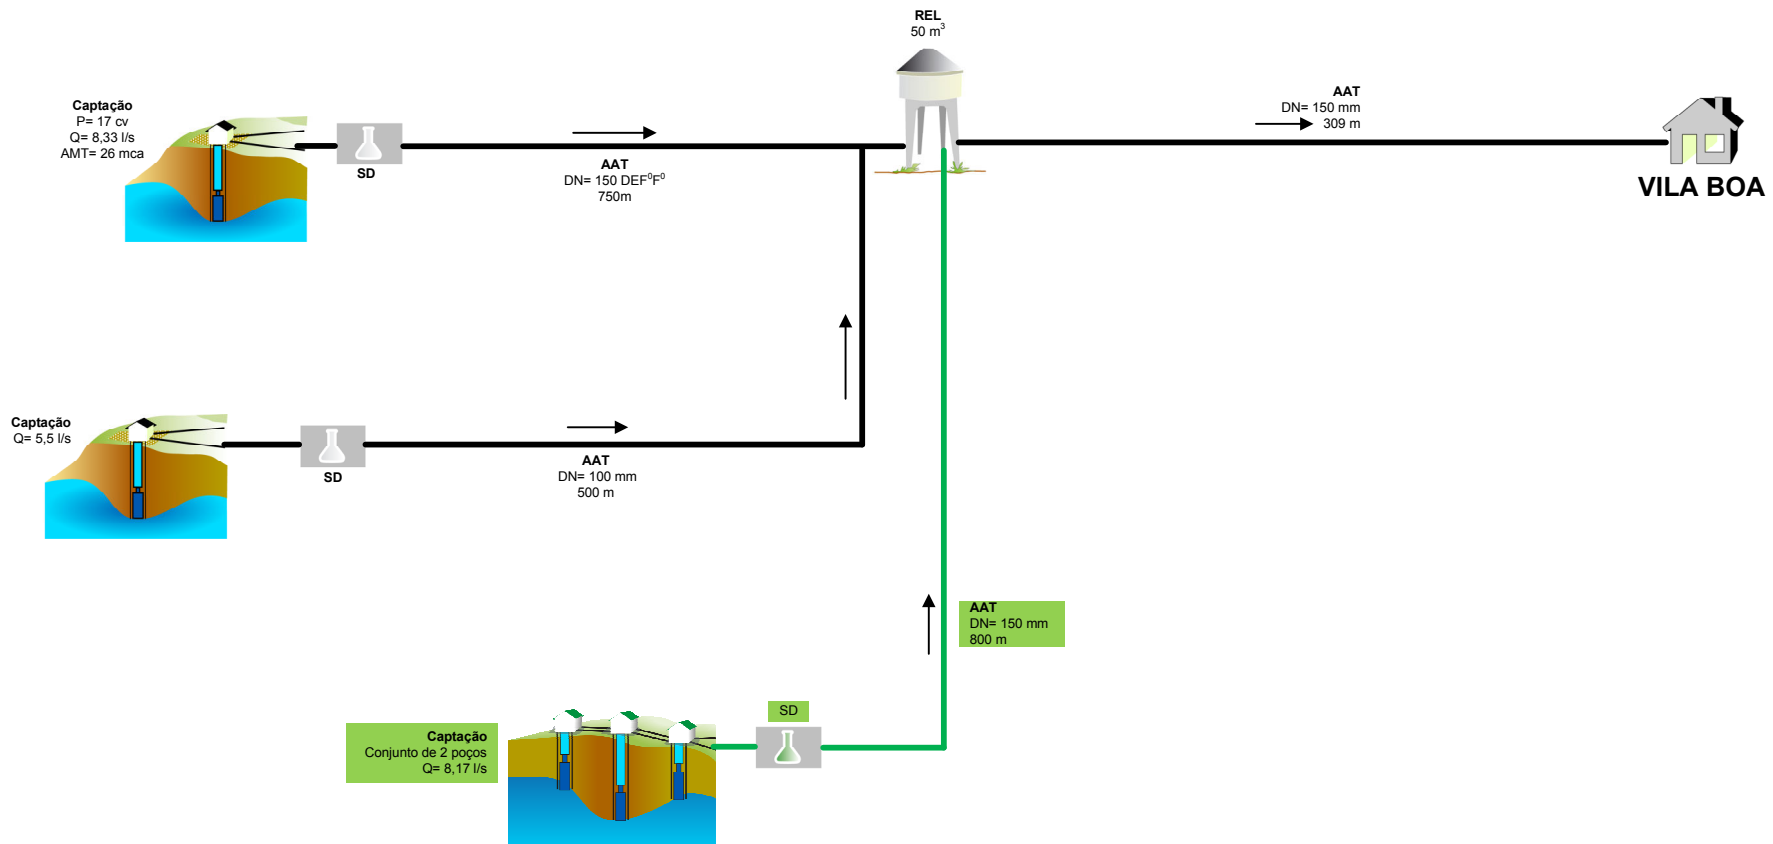 REL
50 m³
Captação
P= 17 cv
Q= 8,33 l/s
AMT= 26 mca
SD
AAT
DN= 150 DEF⁰F⁰
750m
AAT
DN= 150 mm
309 m
VILA BOA
Captação
Q= 5,5 l/s
SD
AAT
DN= 100 mm
500 m
AAT
DN= 150 mm
800 m
SD
Captação
Conjunto de 2 poços
Q= 8,17 l/s